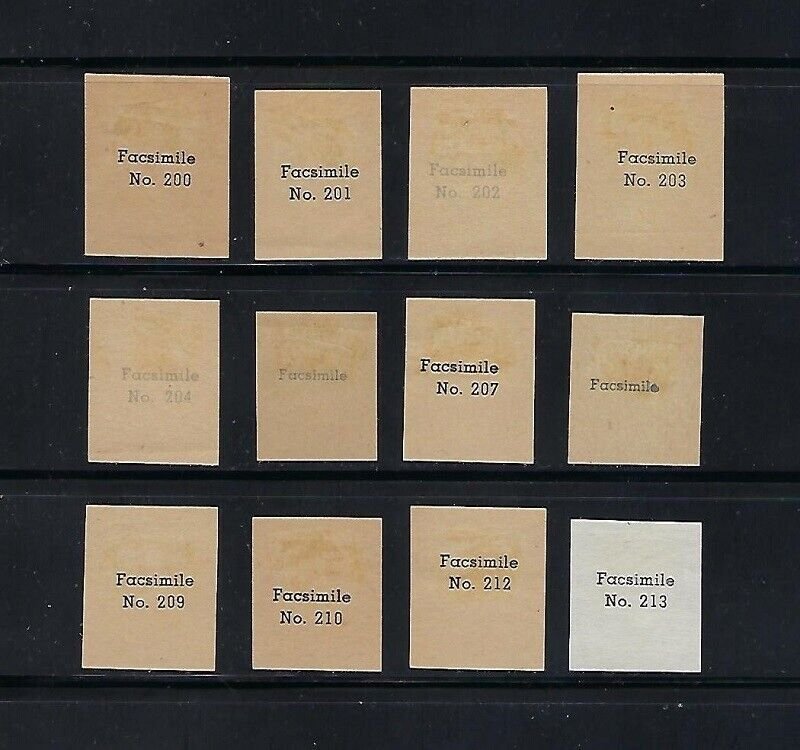 Facsimile
No. 200
Facsimile
No. 201
Facsimile
No. 202
Facsimile
No. 203
Facsimile
No. 204
Facsimile
Facsimile
No. 207
Facsimile
Facsimile
No. 209
Facsimile
No. 210
Facsimile
No. 212
Facsimile
No. 213